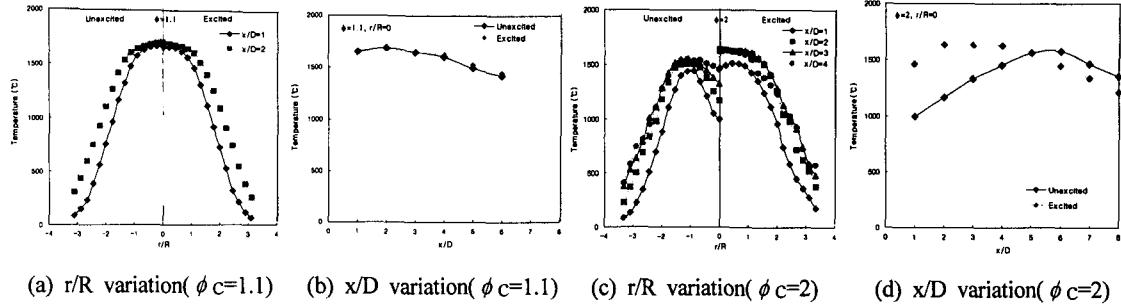 Unexcited ϕ=1.1 Excited
x/D=1
x/D=2
Temperature(℃)
2000
1500
1000
500
0
-4 -3 -2 -1 0 1 2 3 4
r/R
ϕ=1.1, r/R=0
Unexcited
Excited
Temperature(℃)
2000
1500
1000
500
0
0 1 2 3 4 5 6 7 8
x/D
Unexcited ϕ=2 Excited
x/D=1
x/D=2
x/D=3
x/D=4
Temperature(℃)
2000
1500
1000
500
0
-4 -3 -2 -1 0 1 2 3 4
r/R
ϕ=2, r/R=0
Temperature(℃)
2000
1500
1000
500
0
Unexcited
Excited
0 1 2 3 4 5 6 7 8
x/D
(a) r/R variation( ϕ C=1.1)
(b) x/D variation( ϕ C=1.1)
(c) r/R variation( ϕ C=2)
(d) x/D variation( ϕ C=2)